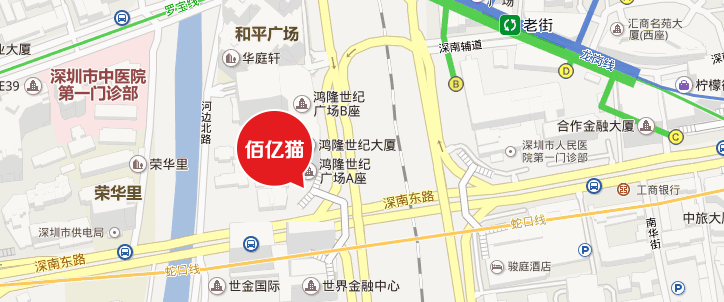 罗宝线
和平广场
华庭轩
业大厦
深圳市中医院
第一门诊部
E39
河边北路
鸿隆世纪
广场B座
鸿隆世纪大厦
鸿隆世纪
广场A座
佰亿猫
荣华里
荣华里
深圳市供电局
深南东路
蛇口线
世金国际
世界金融中心
深南东路
蛇口线
骏庭酒店
老街
深南辅道
龙岗线
汇商名苑大
厦(西座)
B
D
C
柠檬
合作金融大厦
深圳市人民医
院第一门诊部
工商银行
南华街
中旅大
P
P